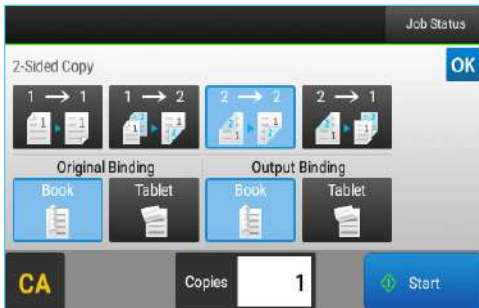 Job Status
2-Sided Copy
OK
1 → 1
1 → 2
2 → 2
2 → 1
Original Binding
Output Binding
Book
Tablet
Book
Tablet
CA
Copies
1
Start